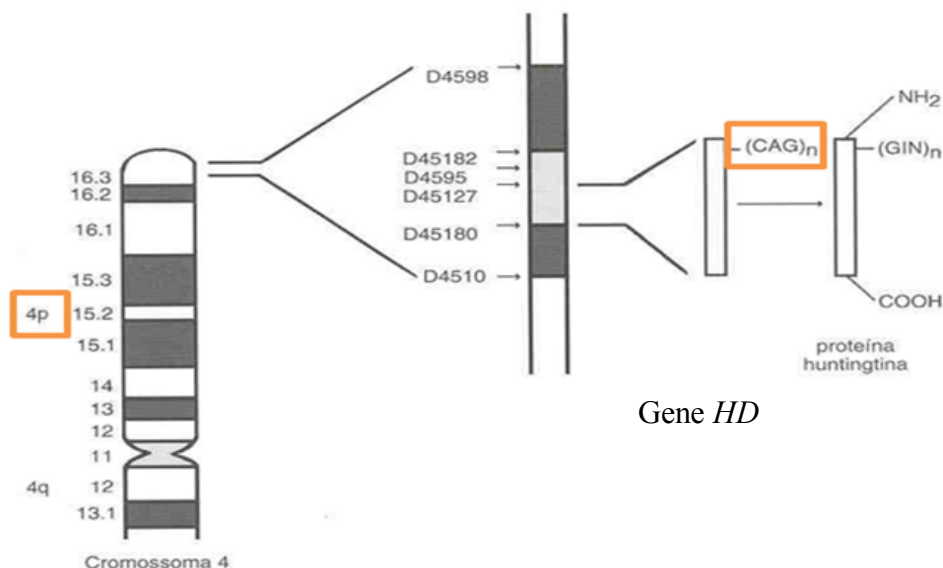 16.3
16.2
16.1
15.3
4p
15.2
15.1
14
13
12
11
4q
12
13.1
Cromossoma 4
D4598
D45182
D4595
D45127
D45180
D4510
(CAG)n
NH2
(GIN)n
COOH
proteína
huntingtina
Gene HD